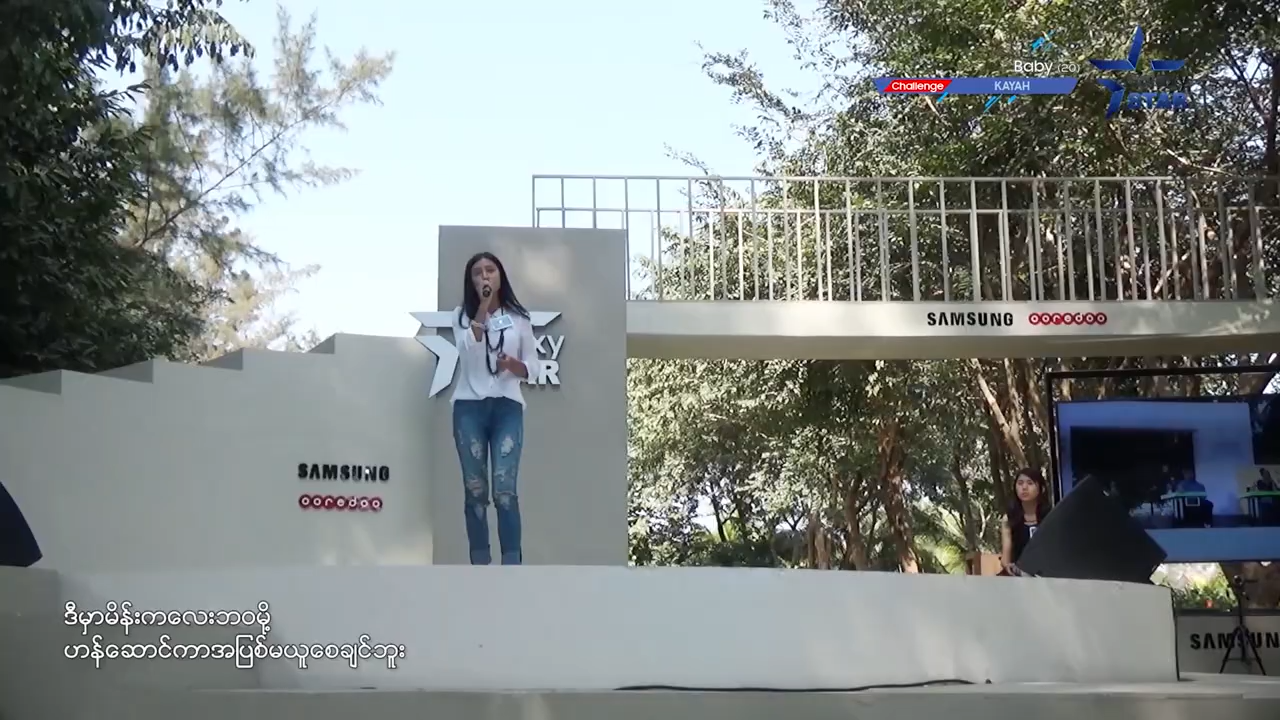 Baby (20)
Challenge KAYAH
STAR
SAMSUNG ooredoo
SAMSUNG
ooredoo
ဒီမှာမိန်းကလေးဘဝမို့
ဟန်ဆောင်ကာအပြစ်မယူစေချင်ဘူး
SAMSUN